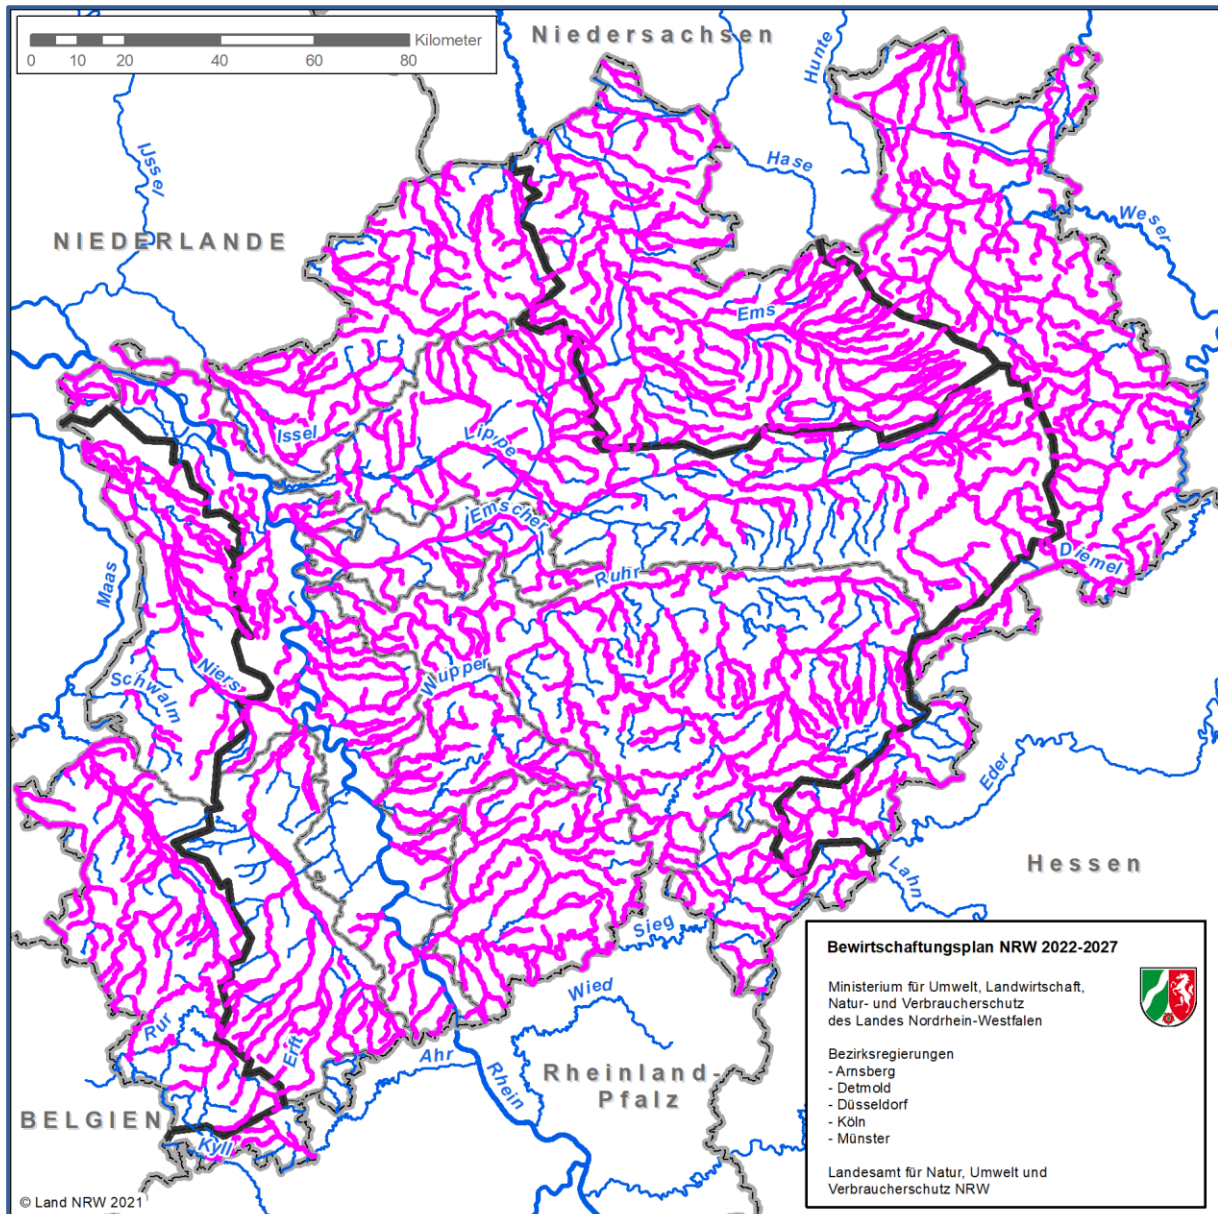 Kilometer
0 10 20 40 60 80
Niedersachsen
Hunte
IJssel
Hase
NIEDERLANDE
Weser
Ems
Issel
Lippe
Emscher
Maas
Ruhr
Diemel
Niers
Schwalm
Wupper
Eder
Hessen
Lahn
Sieg
Wied
Rur
Erft
Ahr
Rhein
Rheinland-
Pfalz
BELGIEN
Kyll
Bewirtschaftungsplan NRW 2022-2027
Ministerium für Umwelt, Landwirtschaft,
Natur- und Verbraucherschutz
des Landes Nordrhein-Westfalen
Bezirksregierungen
- Arnsberg
- Detmold
- Düsseldorf
- Köln
- Münster
Landesamt für Natur, Umwelt und
Verbraucherschutz NRW
© Land NRW 2021